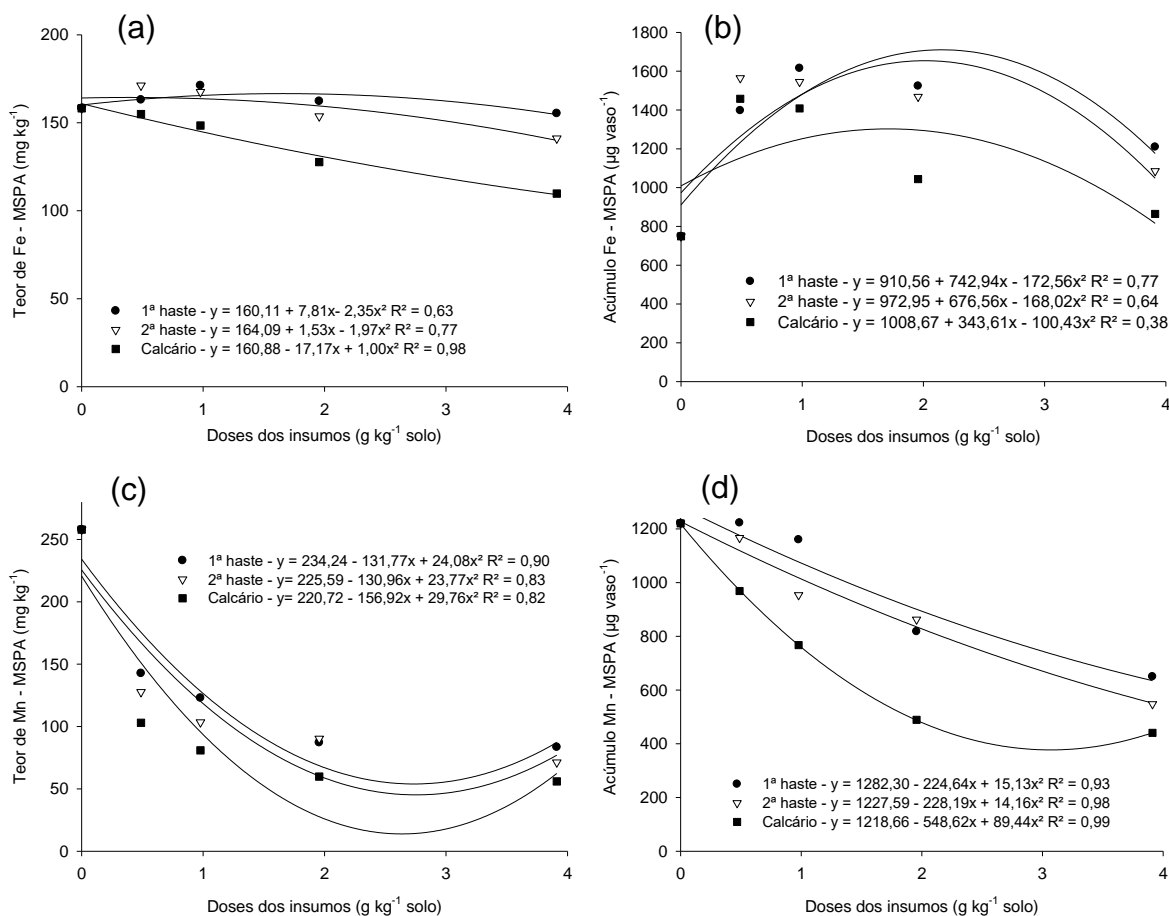 (a)
Teor de Fe - MSPA (mg kg⁻¹)
200
150
100
50
0
1ª haste - y = 160,11 + 7,81x- 2,35x² R² = 0,63
2ª haste - y = 164,09 + 1,53x - 1,97x² R² = 0,77
Calcário - y = 160,88 - 17,17x + 1,00x² R² = 0,98
0 1 2 3 4
Doses dos insumos (g kg⁻¹ solo)
(b)
Acúmulo Fe - MSPA (µg vaso⁻¹)
1800
1600
1400
1200
1000
800
600
400
200
0
1ª haste - y = 910,56 + 742,94x - 172,56x² R² = 0,77
2ª haste - y = 972,95 + 676,56x - 168,02x² R² = 0,64
Calcário - y = 1008,67 + 343,61x - 100,43x² R² = 0,38
0 1 2 3 4
Doses dos insumos (g kg⁻¹ solo)
(c)
Teor de Mn - MSPA (mg kg⁻¹)
250
200
150
100
50
0
1ª haste - y = 234,24 - 131,77x + 24,08x² R² = 0,90
2ª haste - y= 225,59 - 130,96x + 23,77x² R² = 0,83
Calcário - y= 220,72 - 156,92x + 29,76x² R² = 0,82
0 1 2 3 4
Doses dos insumos (g kg⁻¹ solo)
(d)
Acúmulo Mn - MSPA (µg vaso⁻¹)
1200
1000
800
600
400
200
0
1ª haste - y = 1282,30 - 224,64x + 15,13x² R² = 0,93
2ª haste - y = 1227,59 - 228,19x + 14,16x² R² = 0,98
Calcário - y = 1218,66 - 548,62x + 89,44x² R² = 0,99
0 1 2 3 4
Doses dos insumos (g kg⁻¹ solo)